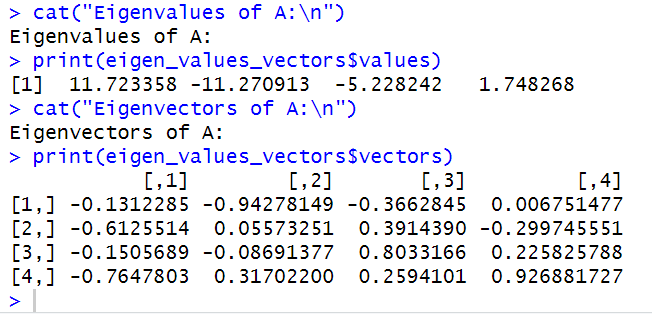 > cat("Eigenvalues of A:\n")
Eigenvalues of A:
> print(eigen_values_vectors$values)
[1]  11.723358 -11.270913  -5.228242   1.748268
> cat("Eigenvectors of A:\n")
Eigenvectors of A:
> print(eigen_values_vectors$vectors)
           [,1]        [,2]       [,3]         [,4]
[1,] -0.1312285 -0.94278149 -0.3662845  0.006751477
[2,] -0.6125514  0.05573251  0.3914390 -0.299745551
[3,] -0.1505689 -0.08691377  0.8033166  0.225825788
[4,] -0.7647803  0.31702200  0.2594101  0.926881727
>